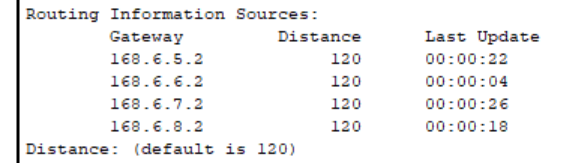 Routing Information Sources:
Gateway Distance Last Update
168.6.5.2 120 00:00:22
168.6.6.2 120 00:00:04
168.6.7.2 120 00:00:26
168.6.8.2 120 00:00:18
Distance: (default is 120)